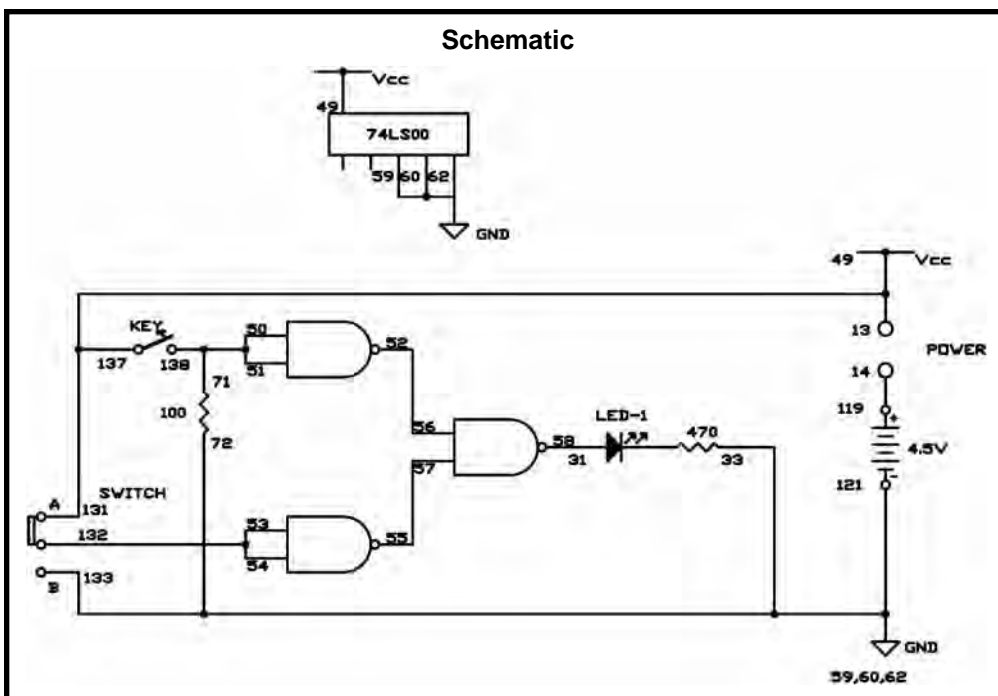 Schematic
Vcc
49
74LS00
59 60 62
GND
49 Vcc
KEY
13
50
137 138
52
POWER
51
14
71
100
LED-1
119
+
56
470
72
58
4.5V
57
31
33
SWITCH
-
A
121
131
132
53
55
54
133
B
GND
59,60,62